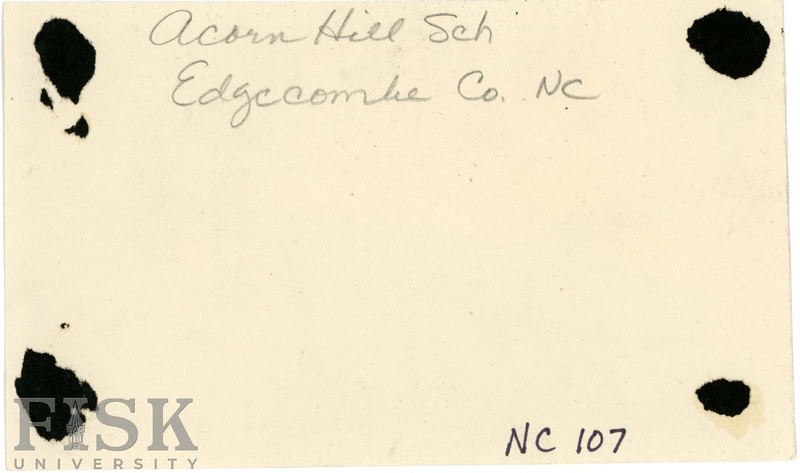 Acorn Hill Sch
Edgecombe Co. NC
NC 107
FISK
UNIVERSITY